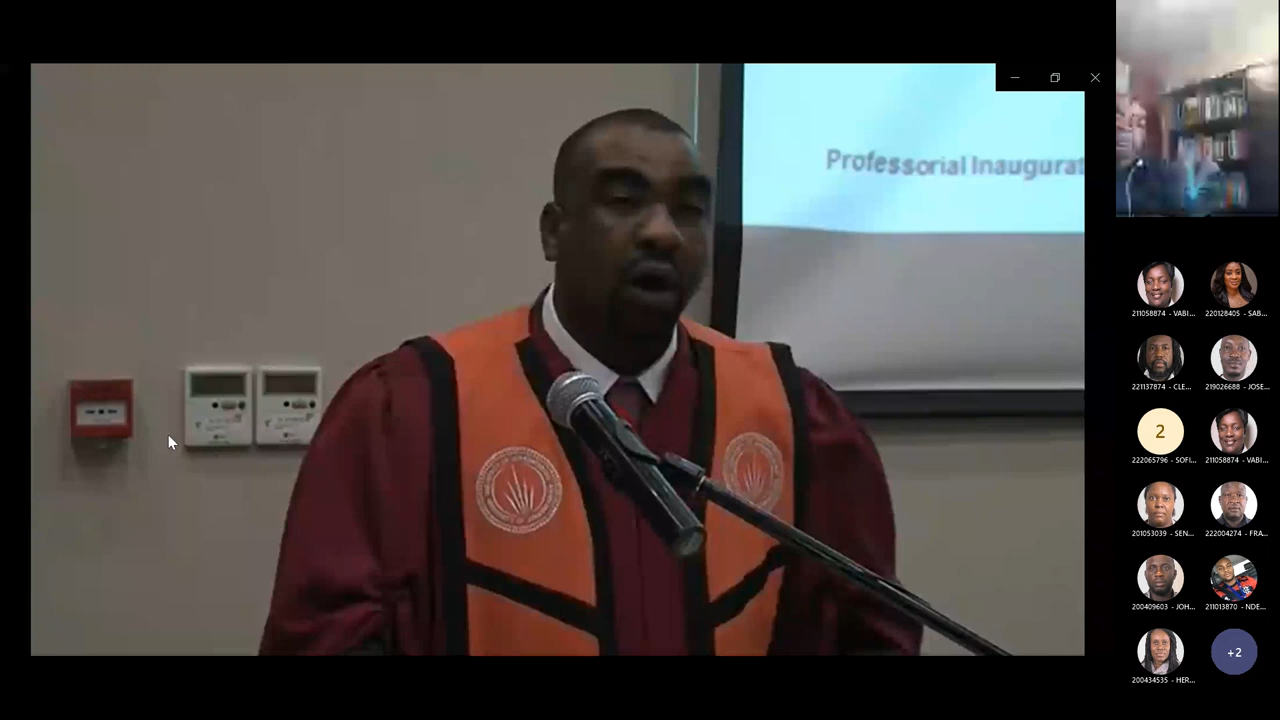 Professorial Inaugurat
211058874 - VABI...
220128405 - SAB...
221137874 - CLE...
219026688 - JOSE...
2
222065796 - SOFI...
211058874 - VABI...
201053039 - SEN...
222004274 - FRA...
200409603 - JOH...
211013870 - NDE...
200434535 - HER...
+2